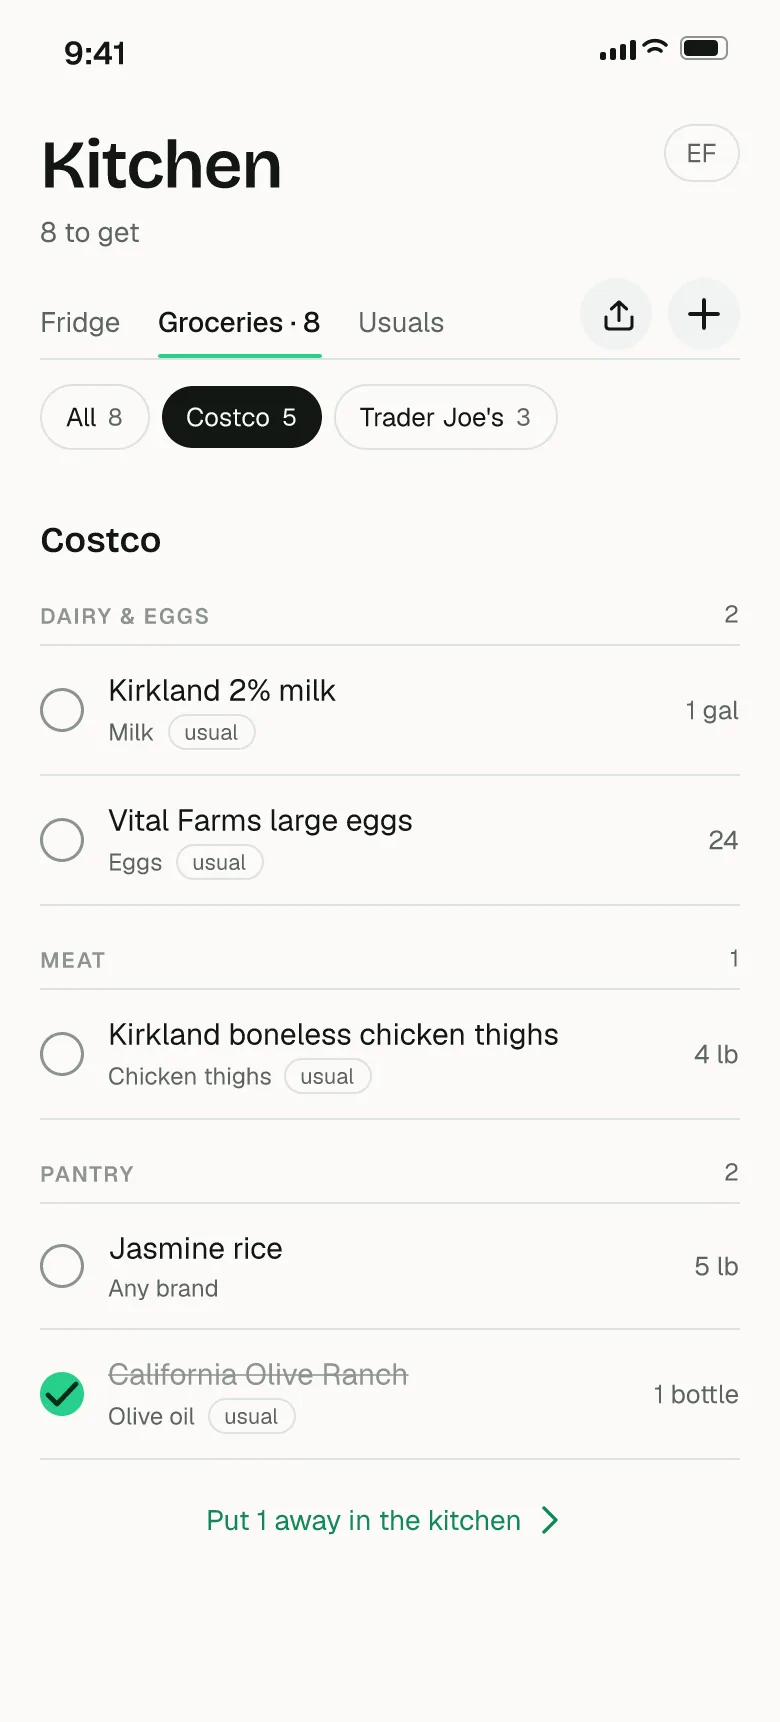 9:41
Kitchen
EF
8 to get
Fridge Groceries · 8 Usuals
All 8 Costco 5 Trader Joe's 3
Costco
DAIRY & EGGS 2
Kirkland 2% milk
Milk usual
1 gal
Vital Farms large eggs
Eggs usual
24
MEAT 1
Kirkland boneless chicken thighs
Chicken thighs usual
4 lb
PANTRY 2
Jasmine rice
Any brand
5 lb
California Olive Ranch
Olive oil usual
1 bottle
Put 1 away in the kitchen